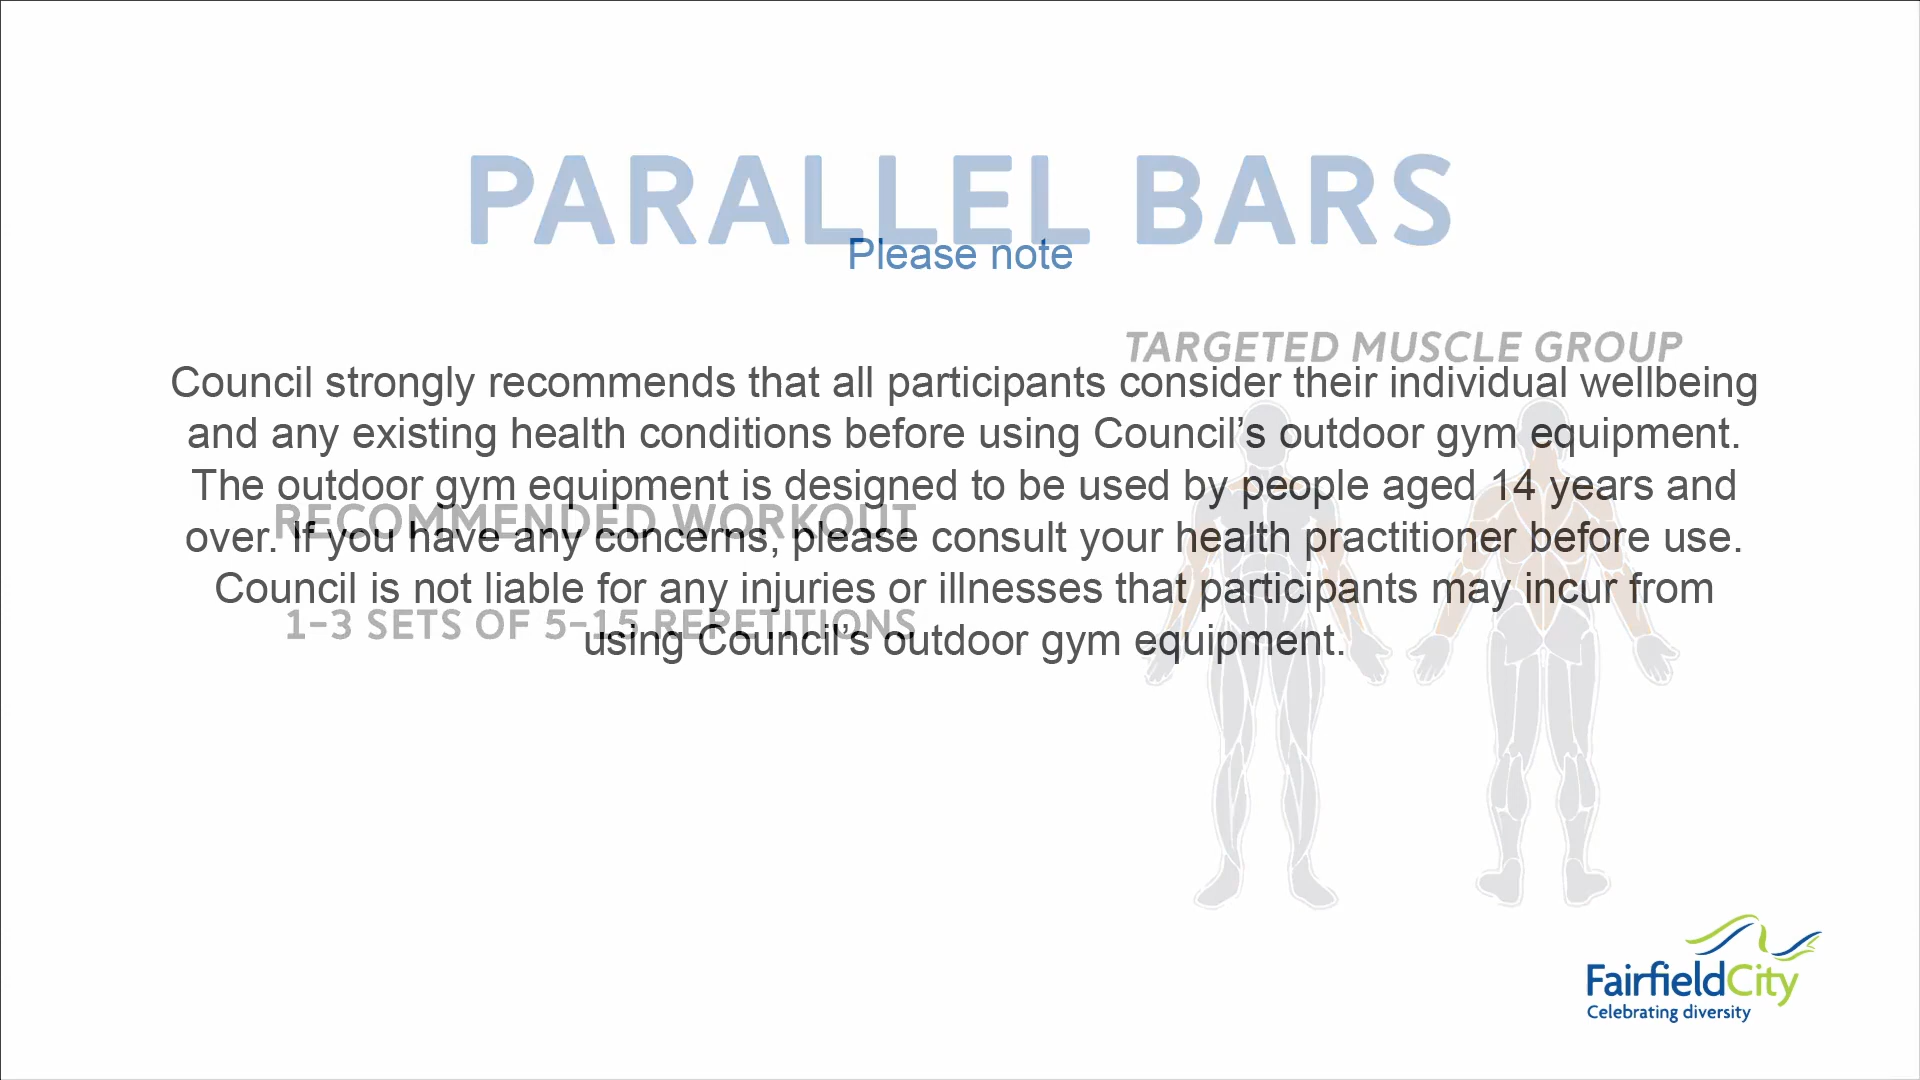 PARALLEL BARS
Please note
TARGETED MUSCLE GROUP
Council strongly recommends that all participants consider their individual wellbeing
and any existing health conditions before using Council’s outdoor gym equipment.
The outdoor gym equipment is designed to be used by people aged 14 years and
over. If you have any concerns, please consult your health practitioner before use.
Council is not liable for any injuries or illnesses that participants may incur from
using Council’s outdoor gym equipment.
RECOMMENDED WORKOUT
1-3 SETS OF 5-15 REPETITIONS
FairfieldCity
Celebrating diversity